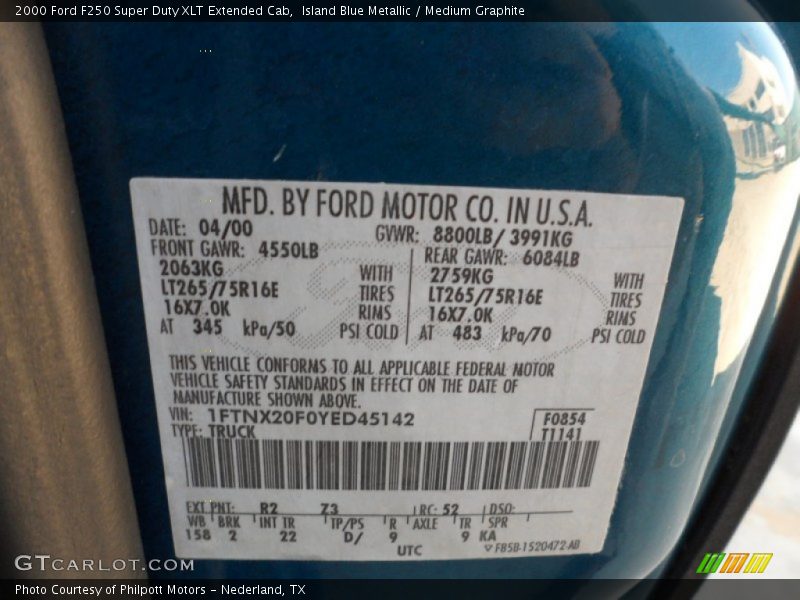 2000 Ford F250 Super Duty XLT Extended Cab,  Island Blue Metallic / Medium Graphite
MFD. BY FORD MOTOR CO. IN U.S.A.
DATE: 04/00 GVWR: 8800LB/ 3991KG
FRONT GAWR: 4550LB REAR GAWR: 6084LB
2063KG WITH 2759KG WITH
LT265/75R16E TIRES LT265/75R16E TIRES
16X7.0K RIMS 16X7.0K RIMS
AT 345 kPa/50 PSI COLD AT 483 kPa/70 PSI COLD
THIS VEHICLE CONFORMS TO ALL APPLICABLE FEDERAL MOTOR
VEHICLE SAFETY STANDARDS IN EFFECT ON THE DATE OF
MANUFACTURE SHOWN ABOVE.
VIN: 1FTNX20F0YED45142 F0854
TYPE: TRUCK T1141
EXT PNT: R2 Z3 RC: 52 DSO:
WB BRK INT TR TP/PS R AXLE TR SPR
158 2 22 D/ 9 9 KA
UTC F85B-1520472-AB
GTCARLOT.COM
Photo Courtesy of Philpott Motors - Nederland, TX